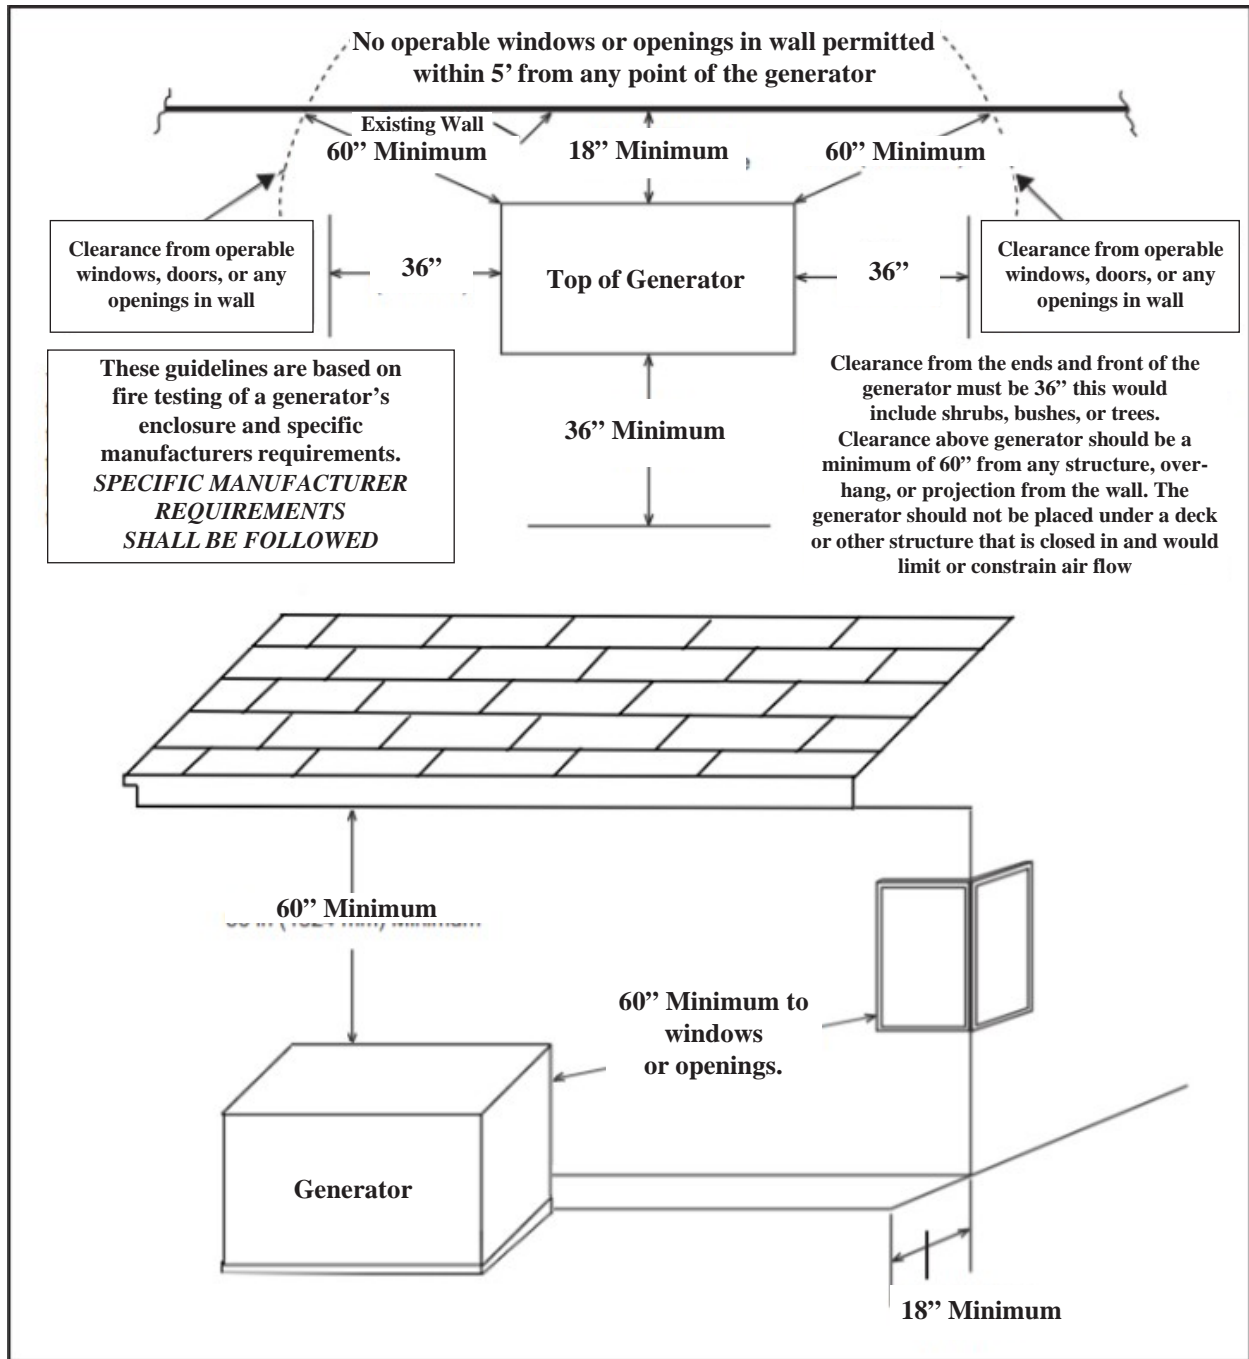 No operable windows or openings in wall permitted
within 5’ from any point of the generator
Existing Wall
60” Minimum
18” Minimum
60” Minimum
Clearance from operable
windows, doors, or any
openings in wall
36”
Top of Generator
36”
Clearance from operable
windows, doors, or any
openings in wall
These guidelines are based on
fire testing of a generator’s
enclosure and specific
manufacturers requirements.
SPECIFIC MANUFACTURER
REQUIREMENTS
SHALL BE FOLLOWED
36” Minimum
Clearance from the ends and front of the
generator must be 36” this would
include shrubs, bushes, or trees.
Clearance above generator should be a
minimum of 60” from any structure, over-
hang, or projection from the wall. The
generator should not be placed under a deck
or other structure that is closed in and would
limit or constrain air flow
60” Minimum
60” Minimum to
windows
or openings.
Generator
18” Minimum